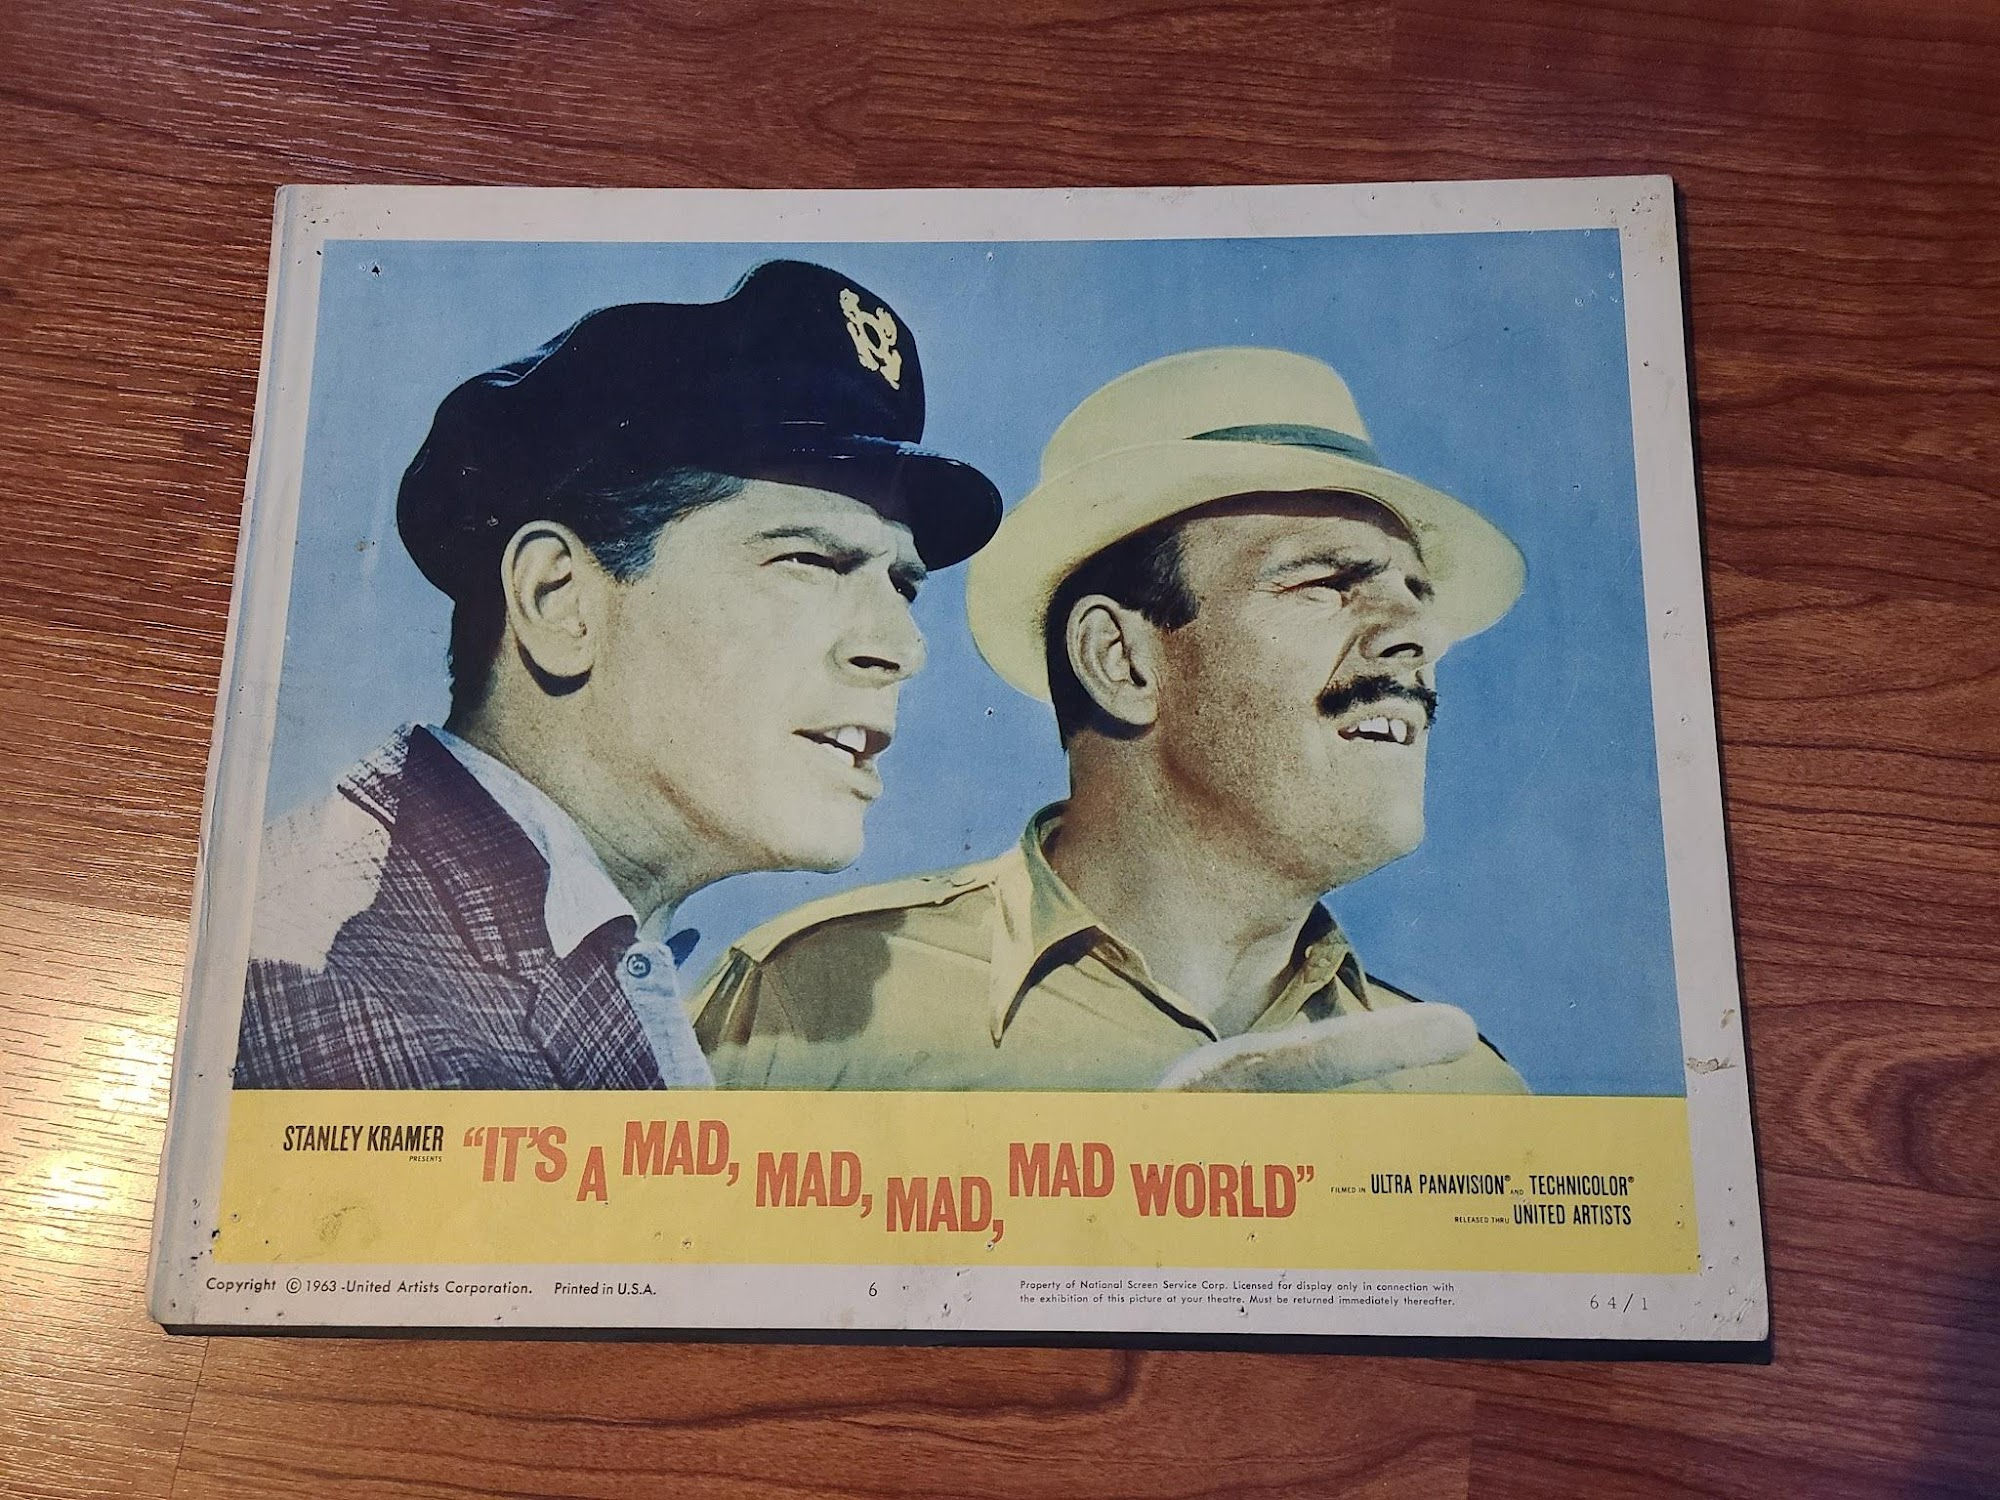 STANLEY KRAMER
PRESENTS
"IT'S A MAD, MAD, MAD, MAD WORLD"
FILMED IN ULTRA PANAVISION® AND TECHNICOLOR®
RELEASED THRU UNITED ARTISTS
Copyright © 1963 - United Artists Corporation. Printed in U.S.A.
6
Property of National Screen Service Corp. Licensed for display only in connection with
the exhibition of this picture at your theatre. Must be returned immediately thereafter.
64/1